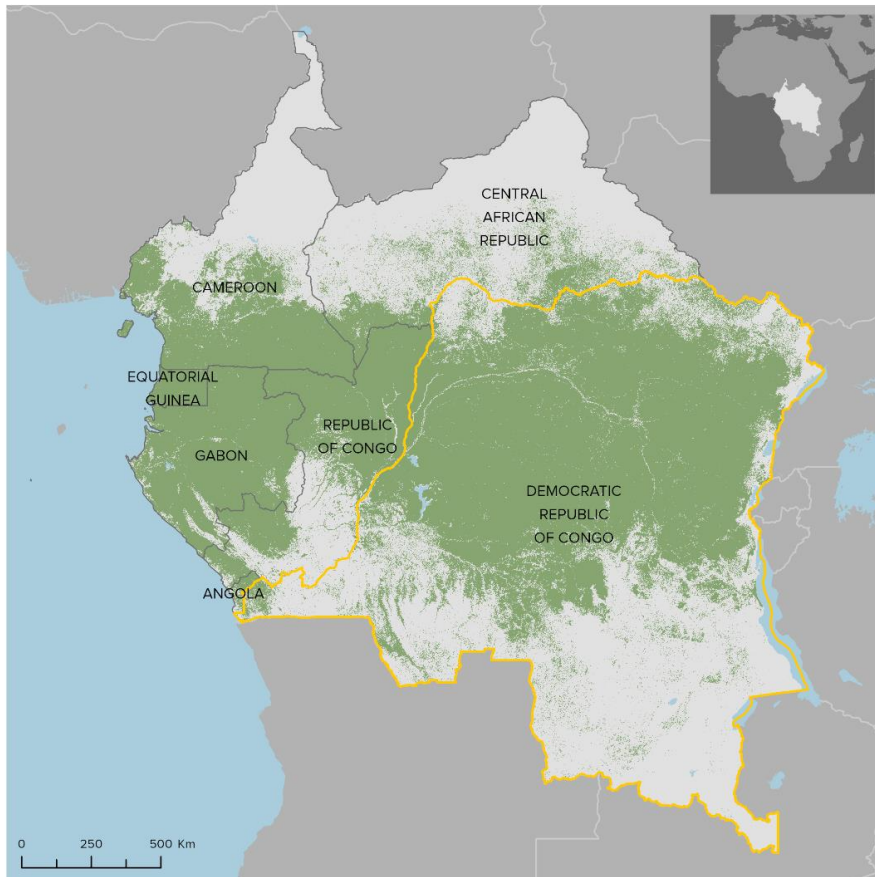 CENTRAL
AFRICAN
REPUBLIC
CAMEROON
EQUATORIAL
GUINEA
REPUBLIC
OF CONGO
GABON
DEMOCRATIC
REPUBLIC
OF CONGO
ANGOLA
0 250 500 Km